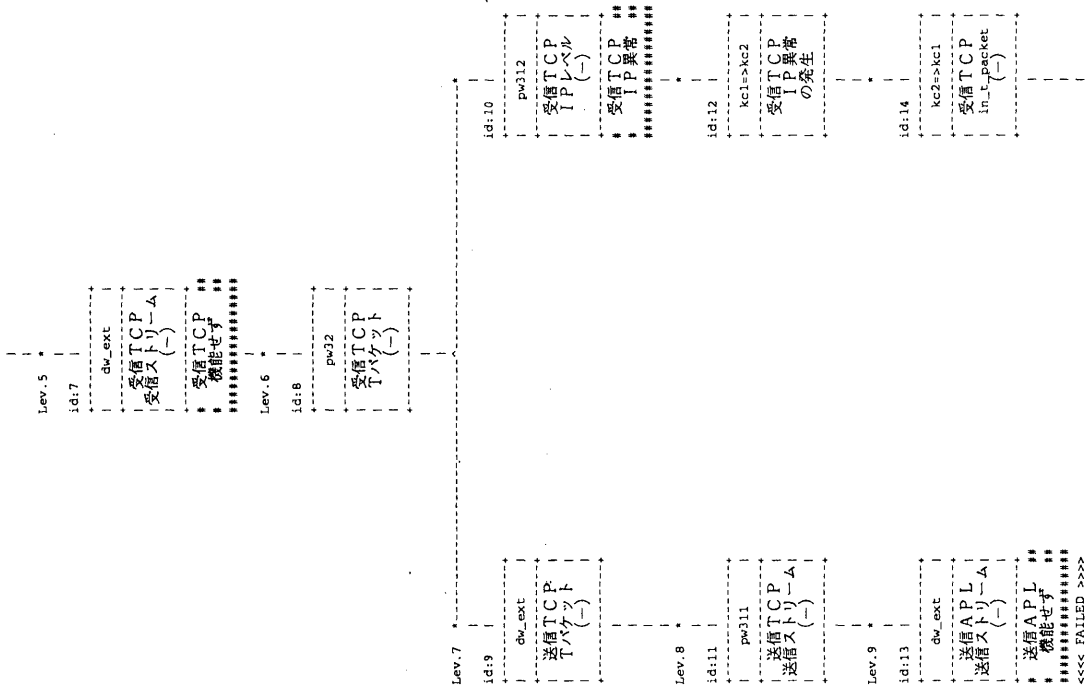 Lev.5
id:7
dw_ext
受信TCP
受信ストリーム
(-)
受信TCP
機能せず
Lev.6
id:8
pw32
受信TCP
Tパケット
(-)
Lev.7
id:9
dw_ext
送信TCP
Tパケット
(-)
id:10
pw312
受信TCP
IPレベル
(-)
受信TCP
IP異常
Lev.8
id:11
pw311
送信TCP
送信ストリーム
(-)
id:12
kc1=>kc2
受信TCP
IP異常
の発生
Lev.9
id:13
dw_ext
送信APL
送信ストリーム
(-)
送信APL
機能せず
<<< FAILED >>>
id:14
kc2=>kc1
受信TCP
in_t_packet
(-)